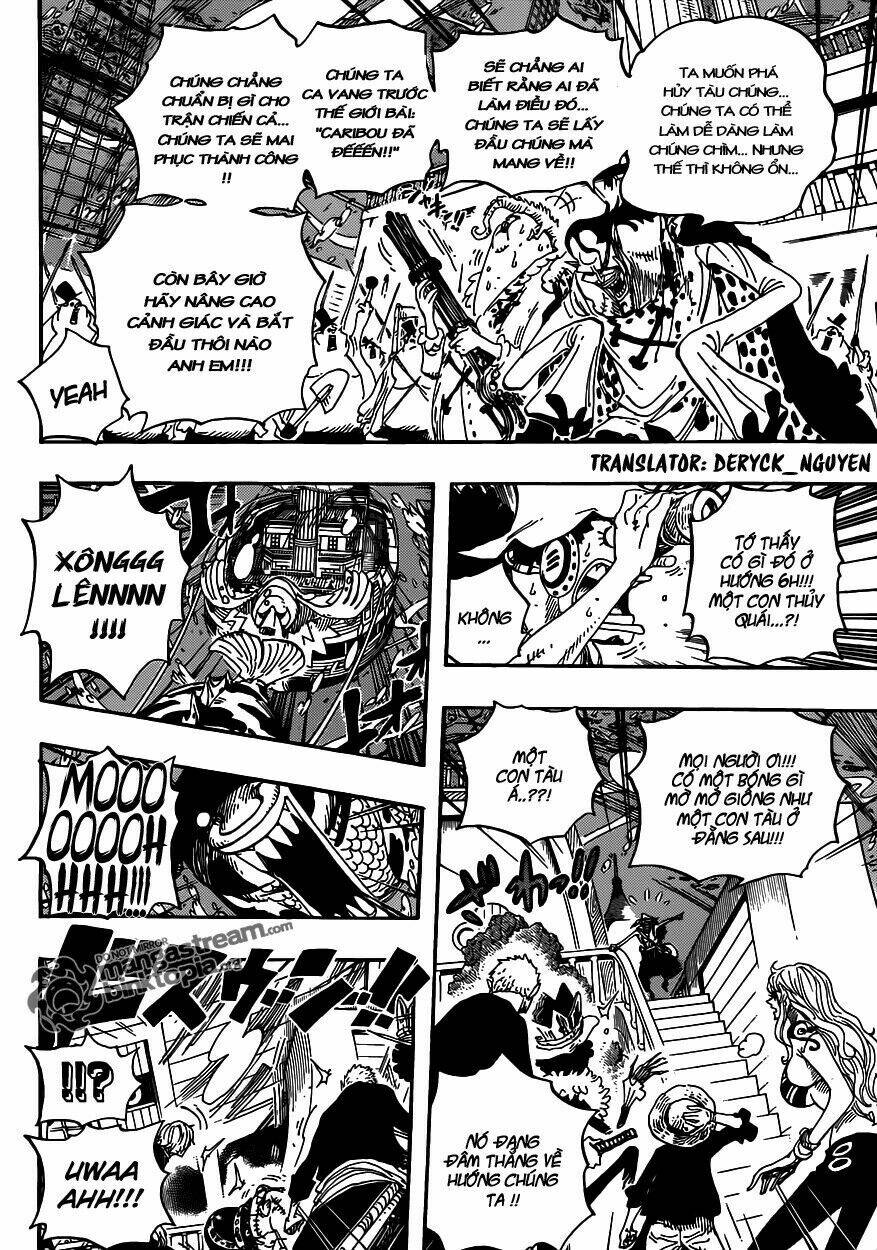 TA MUỐN PHÁ
HỦY TÀU CHÚNG...
CHÚNG TA CÓ THỂ
LÀM DỄ DÀNG LÀM
CHÚNG CHÌM... NHƯNG
THẾ THÌ KHÔNG ỔN...
SẼ CHẲNG AI
BIẾT RẰNG AI ĐÃ
LÀM ĐIỀU ĐÓ...
CHÚNG TA SẼ LẤY
ĐẦU CHÚNG MÀ
MANG VỀ!!
CHÚNG TA
CA VANG TRƯỚC
THẾ GIỚI BÀI:
"CARIBOU ĐÃ
ĐẾẾẾN!!"
CHÚNG CHẲNG
CHUẨN BỊ GÌ CHO
TRẬN CHIẾN CẢ...
CHÚNG TA SẼ MAI
PHỤC THÀNH CÔNG
!!
CÒN BÂY GIỜ
HÃY NÂNG CAO
CẢNH GIÁC VÀ BẮT
ĐẦU THÔI NÀO
ANH EM!!!
YEAH
TRANSLATOR: DERYCK_NGUYEN
TỚ THẤY
CÓ GÌ ĐÓ Ở
HƯỚNG 6H!!!
MỘT CON THỦY
QUÁI...?!
KHÔNG
...
XÔNGGG
LÊNNNN
!!!!
MỌI NGƯỜI ƠI!!!
CÓ MỘT BÓNG GÌ
MỜ MỜ GIỐNG NHƯ
MỘT CON TÀU Ở
ĐẰNG SAU!!!
MỘT
CON TÀU
Á..??!
MOOO
OOOOH
HHH!!!...
DO NOT MIRROR
mangastream.com
binktopia
NÓ ĐANG
ĐÂM THẲNG VỀ
HƯỚNG CHÚNG
TA !!
!!?
UWAA
AHH!!!